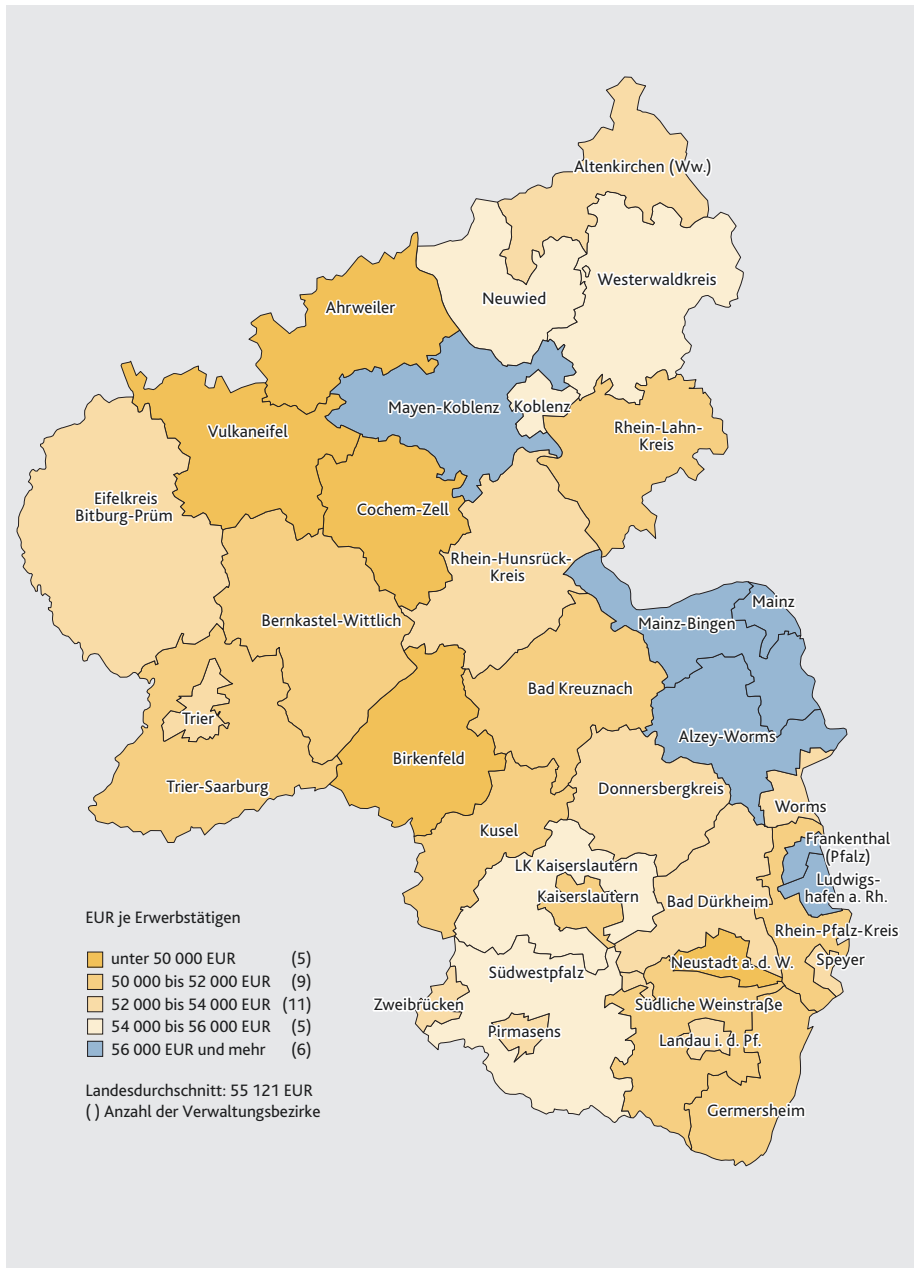 Altenkirchen (Ww.)
Westerwaldkreis
Neuwied
Ahrweiler
Mayen-Koblenz
Koblenz
Rhein-Lahn-
Kreis
Vulkaneifel
Eifelkreis
Bitburg-Prüm
Cochem-Zell
Rhein-Hunsrück-
Kreis
Mainz
Mainz-Bingen
Bernkastel-Wittlich
Bad Kreuznach
Trier
Alzey-Worms
Birkenfeld
Trier-Saarburg
Donnersbergkreis
Worms
Kusel
Frankenthal
(Pfalz)
LK Kaiserslautern
Ludwigs-
hafen a. Rh.
Kaiserslautern
Bad Dürkheim
Rhein-Pfalz-Kreis
Neustadt a. d. W.
Speyer
Südwestpfalz
Zweibrücken
Südliche Weinstraße
Pirmasens
Landau i. d. Pf.
Germersheim
EUR je Erwerbstätigen
unter 50 000 EUR (5)
50 000 bis 52 000 EUR (9)
52 000 bis 54 000 EUR (11)
54 000 bis 56 000 EUR (5)
56 000 EUR und mehr (6)
Landesdurchschnitt: 55 121 EUR
( ) Anzahl der Verwaltungsbezirke